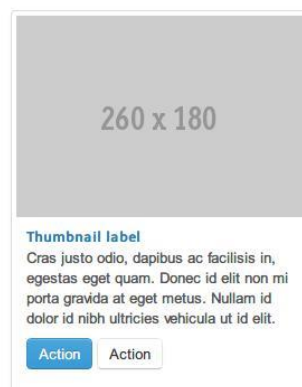 260 x 180
Thumbnail label
Cras justo odio, dapibus ac facilisis in,
egestas eget quam. Donec id elit non mi
porta gravida at eget metus. Nullam id
dolor id nibh ultricies vehicula ut id elit.
Action Action